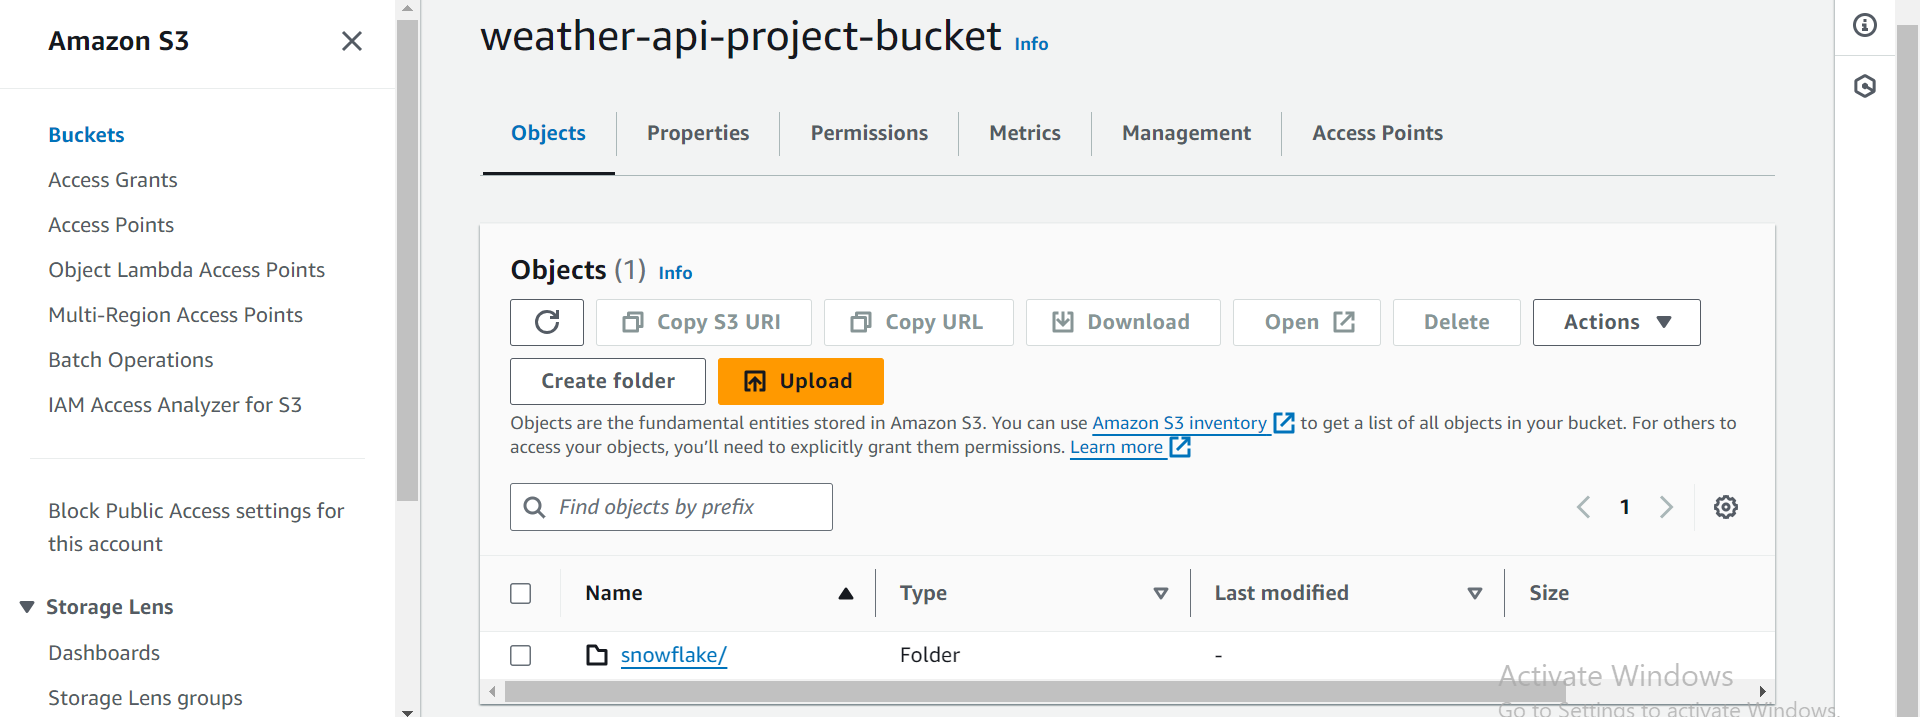 Amazon S3
Buckets
Access Grants
Access Points
Object Lambda Access Points
Multi-Region Access Points
Batch Operations
IAM Access Analyzer for S3
Block Public Access settings for
this account
Storage Lens
Dashboards
Storage Lens groups
weather-api-project-bucket Info
Objects Properties Permissions Metrics Management Access Points
Objects (1) Info
Copy S3 URI Copy URL Download Open Delete Actions
Create folder Upload
Objects are the fundamental entities stored in Amazon S3. You can use Amazon S3 inventory to get a list of all objects in your bucket. For others to
access your objects, you’ll need to explicitly grant them permissions. Learn more
Find objects by prefix 1
Name Type Last modified Size
snowflake/ Folder -
Activate Windows
Go to Settings to activate Windows.